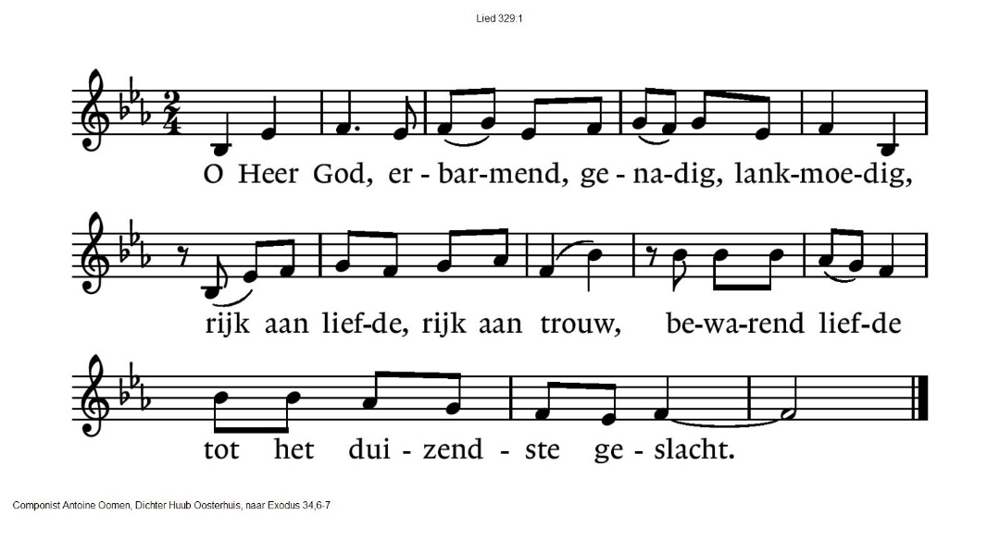 Lied 329:1
2
4
O Heer God, er - bar-mend, ge - na-dig, lank-moe-dig,
rijk aan lief-de, rijk aan trouw, be-wa-rend lief-de
tot het dui - zend - ste ge - slacht.
Componist Antoine Oomen, Dichter Huub Oosterhuis, naar Exodus 34,6-7